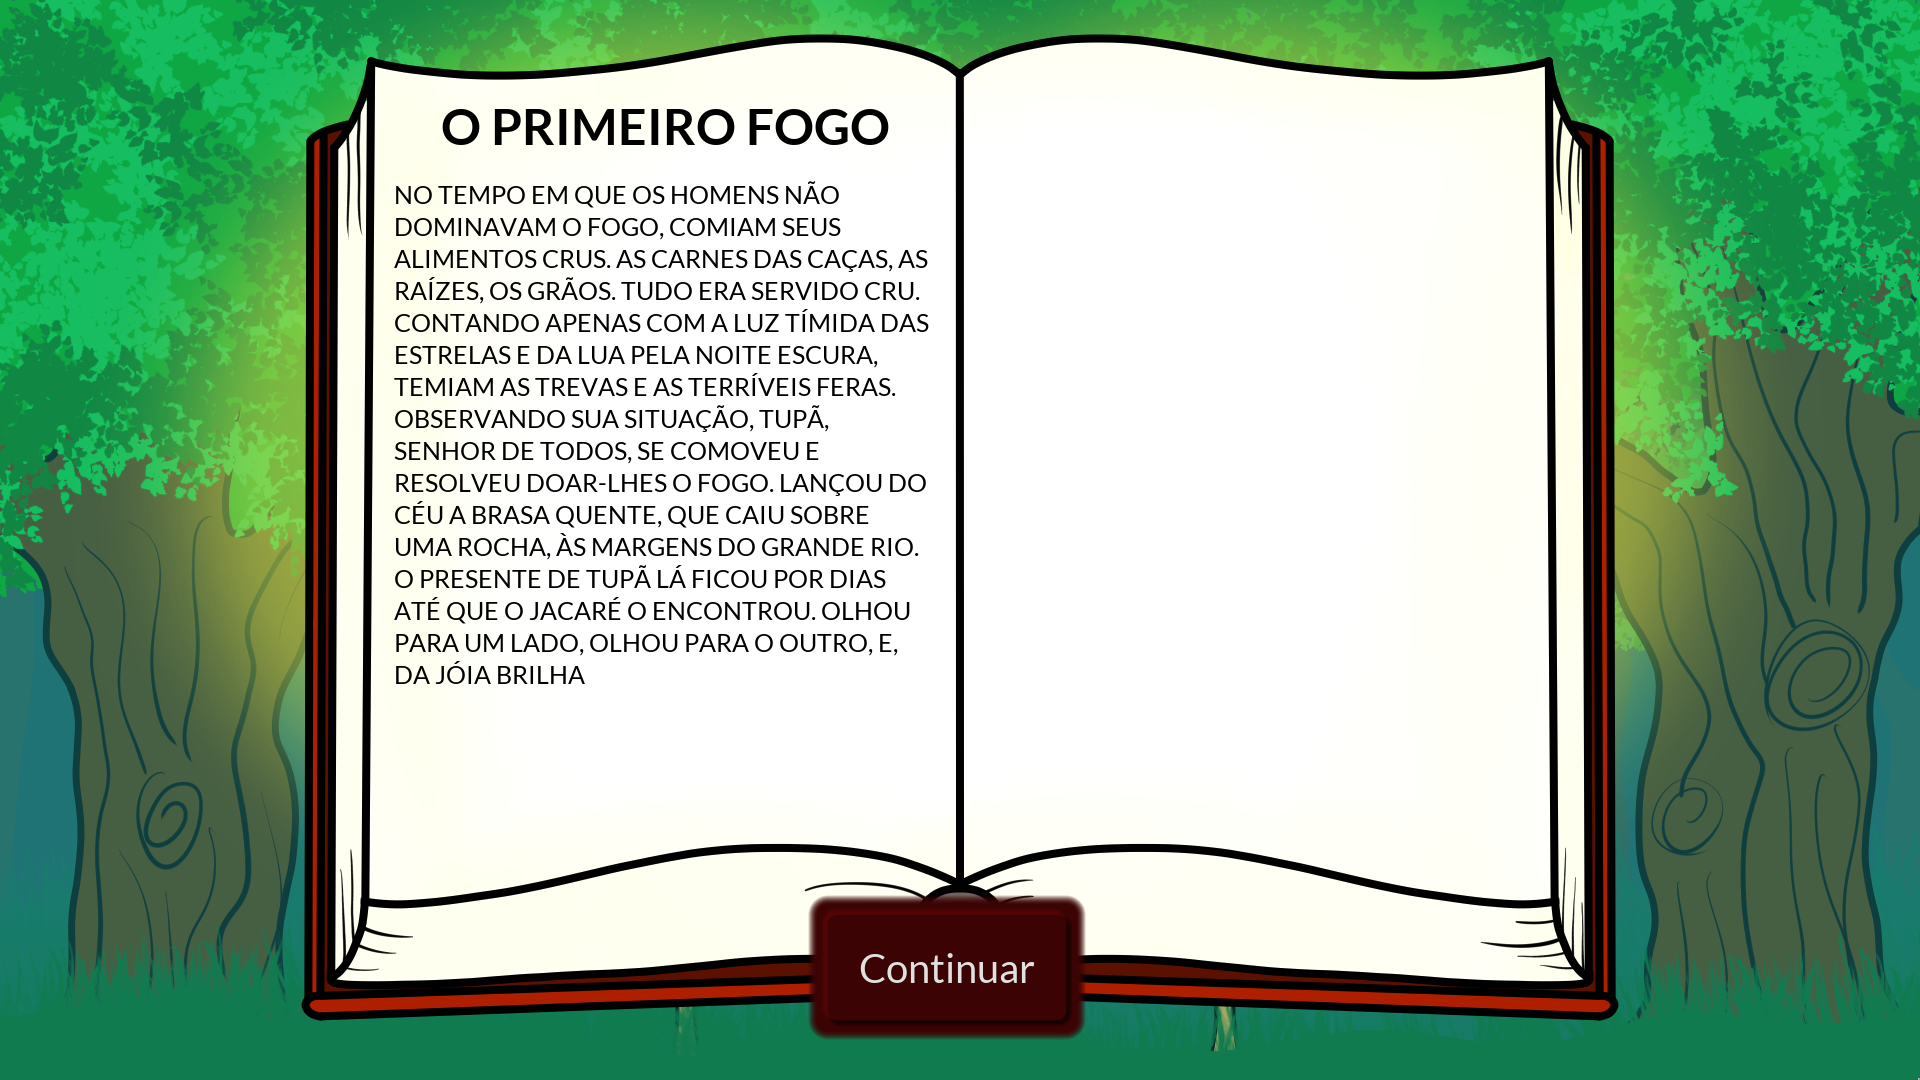 O PRIMEIRO FOGO
NO TEMPO EM QUE OS HOMENS NÃO
DOMINAVAM O FOGO, COMIAM SEUS
ALIMENTOS CRUS. AS CARNES DAS CAÇAS, AS
RAÍZES, OS GRÃOS. TUDO ERA SERVIDO CRU.
CONTANDO APENAS COM A LUZ TÍMIDA DAS
ESTRELAS E DA LUA PELA NOITE ESCURA,
TEMIAM AS TREVAS E AS TERRÍVEIS FERAS.
OBSERVANDO SUA SITUAÇÃO, TUPÃ,
SENHOR DE TODOS, SE COMOVEU E
RESOLVEU DOAR-LHES O FOGO. LANÇOU DO
CÉU A BRASA QUENTE, QUE CAIU SOBRE
UMA ROCHA, ÀS MARGENS DO GRANDE RIO.
O PRESENTE DE TUPÃ LÁ FICOU POR DIAS
ATÉ QUE O JACARÉ O ENCONTROU. OLHOU
PARA UM LADO, OLHOU PARA O OUTRO, E,
DA JÓIA BRILHA
Continuar